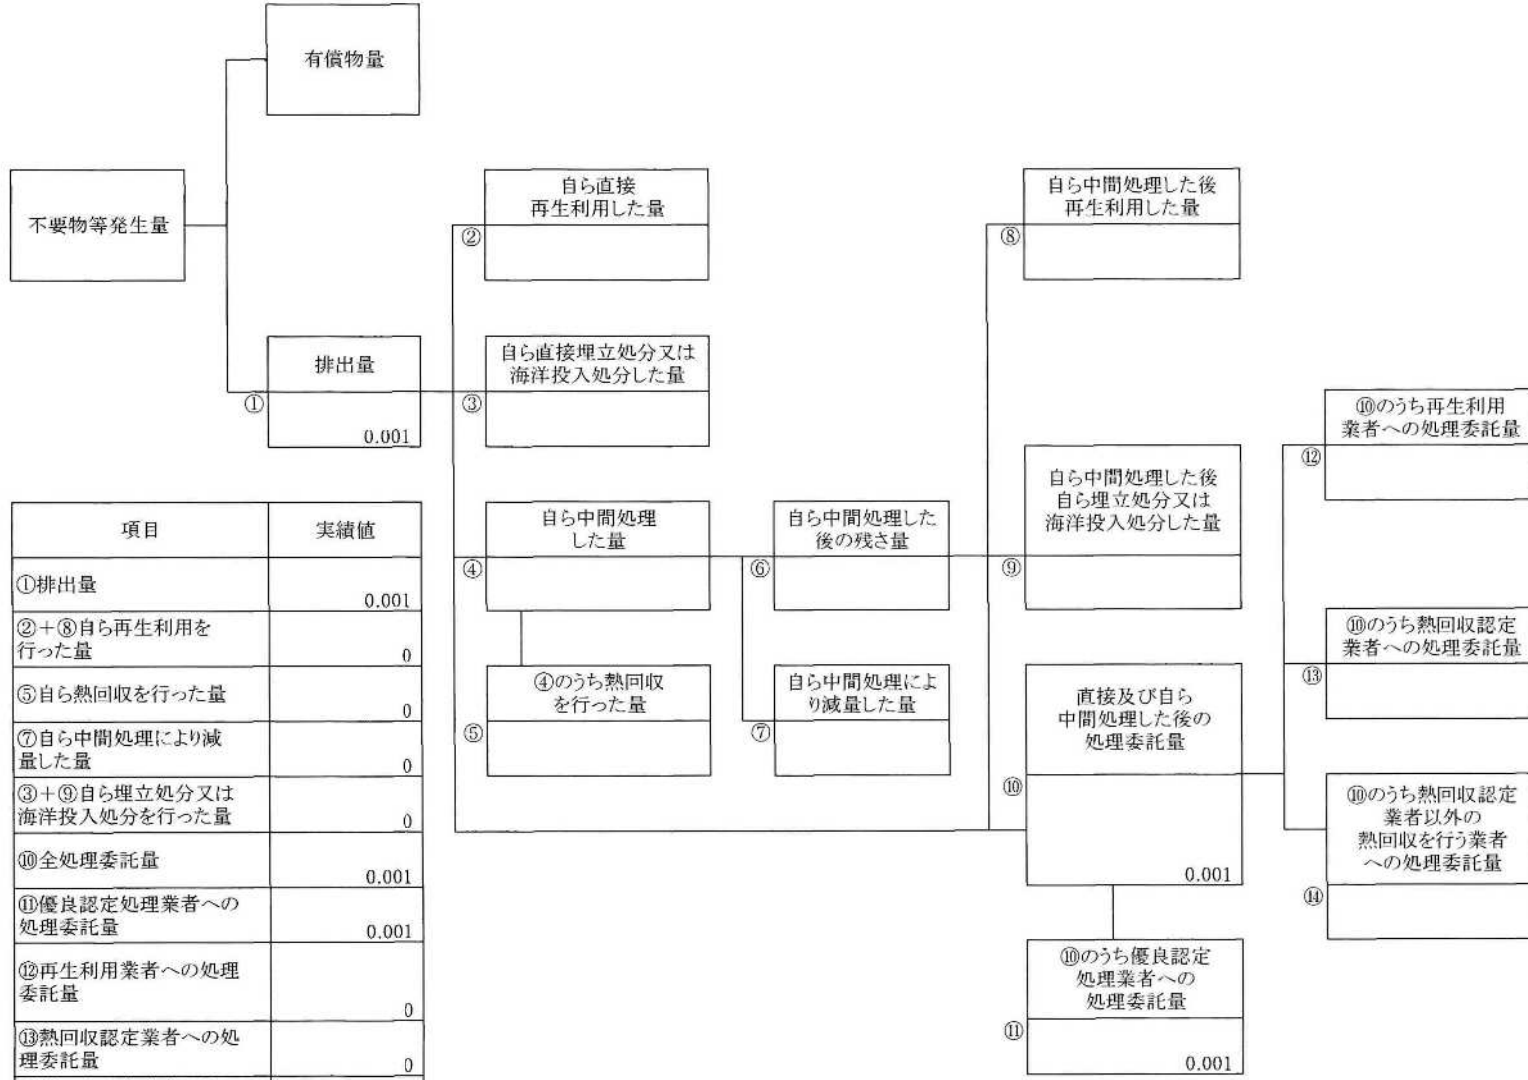 有償物量
不要物等発生量
自ら直接
再生利用した量
②
自ら中間処理した後
再生利用した量
⑧
排出量
①
0.001
自ら直接埋立処分又は
海洋投入処分した量
③
⑩のうち再生利用
業者への処理委託量
⑫
自ら中間処理
した量
④
自ら中間処理した
後の残さ量
⑥
自ら中間処理した後
自ら埋立処分又は
海洋投入処分した量
⑨
④のうち熱回収
を行った量
⑤
自ら中間処理によ
り減量した量
⑦
直接及び自ら
中間処理した後の
処理委託量
⑩
0.001
⑩のうち熱回収認定
業者への処理委託量
⑬
⑩のうち熱回収認定
業者以外の
熱回収を行う業者
への処理委託量
⑭
⑩のうち優良認定
処理業者への
処理委託量
⑪
0.001
項目
実績値
①排出量
0.001
②+⑧自ら再生利用を
行った量
0
⑤自ら熱回収を行った量
0
⑦自ら中間処理により減
量した量
0
③+⑨自ら埋立処分又は
海洋投入処分を行った量
0
⑩全処理委託量
0.001
⑪優良認定処理業者への
処理委託量
0.001
⑫再生利用業者への処理
委託量
0
⑬熱回収認定業者への処
理委託量
0